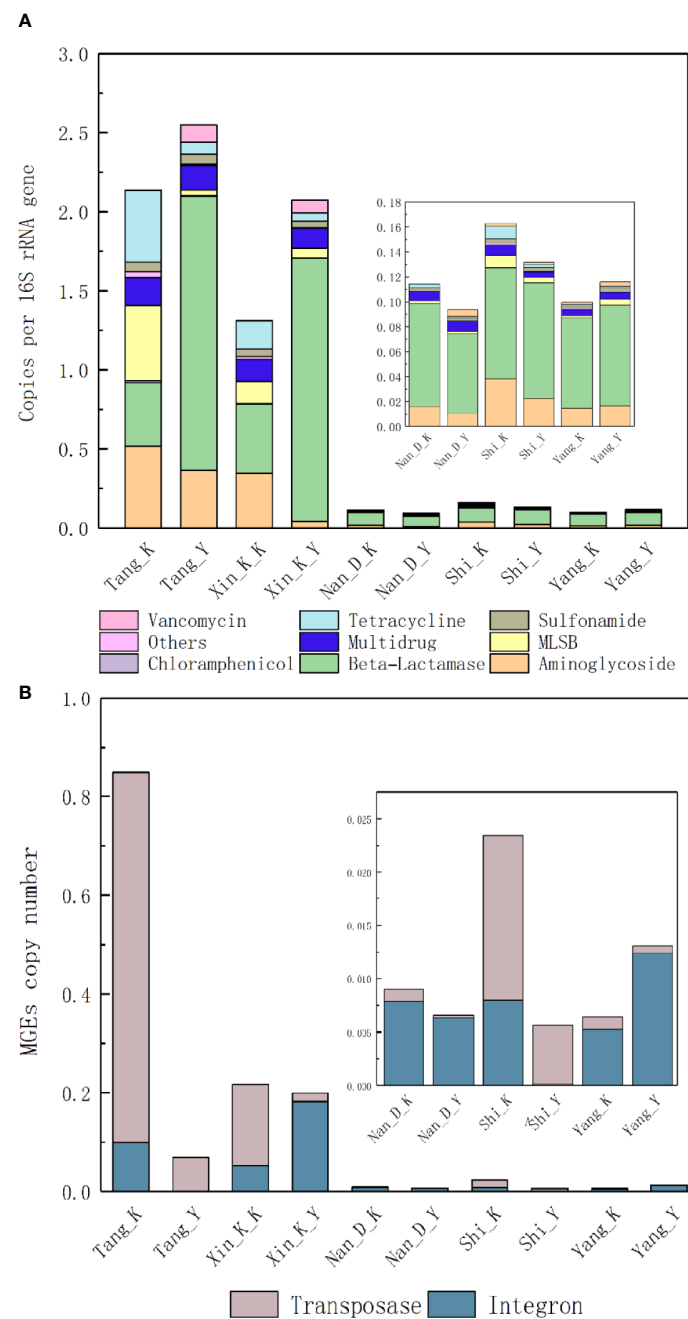 A
3.0
2.5
2.0
1.5
1.0
0.5
0.0
Copies per 16S rRNA gene
0.18
0.16
0.14
0.12
0.10
0.08
0.06
0.04
0.02
0.00
Nan_D_K
Nan_D_Y
Shi_K
Shi_Y
Yang_K
Yang_Y
Tang_K
Tang_Y
Xin_K_K
Xin_K_Y
Nan_D_K
Nan_D_Y
Shi_K
Shi_Y
Yang_K
Yang_Y
Vancomycin Tetracycline Sulfonamide
Others Multidrug MLSB
Chloramphenicol Beta-Lactamase Aminoglycoside
B
1.0
0.8
0.6
0.4
0.2
0.0
MGEs copy number
0.025
0.020
0.015
0.010
0.005
0.000
Nan_D_K
Nan_D_Y
Shi_K
Shi_Y
Yang_K
Yang_Y
Tang_K
Tang_Y
Xin_K_K
Xin_K_Y
Nan_D_K
Nan_D_Y
Shi_K
Shi_Y
Yang_K
Yang_Y
Transposase Integron